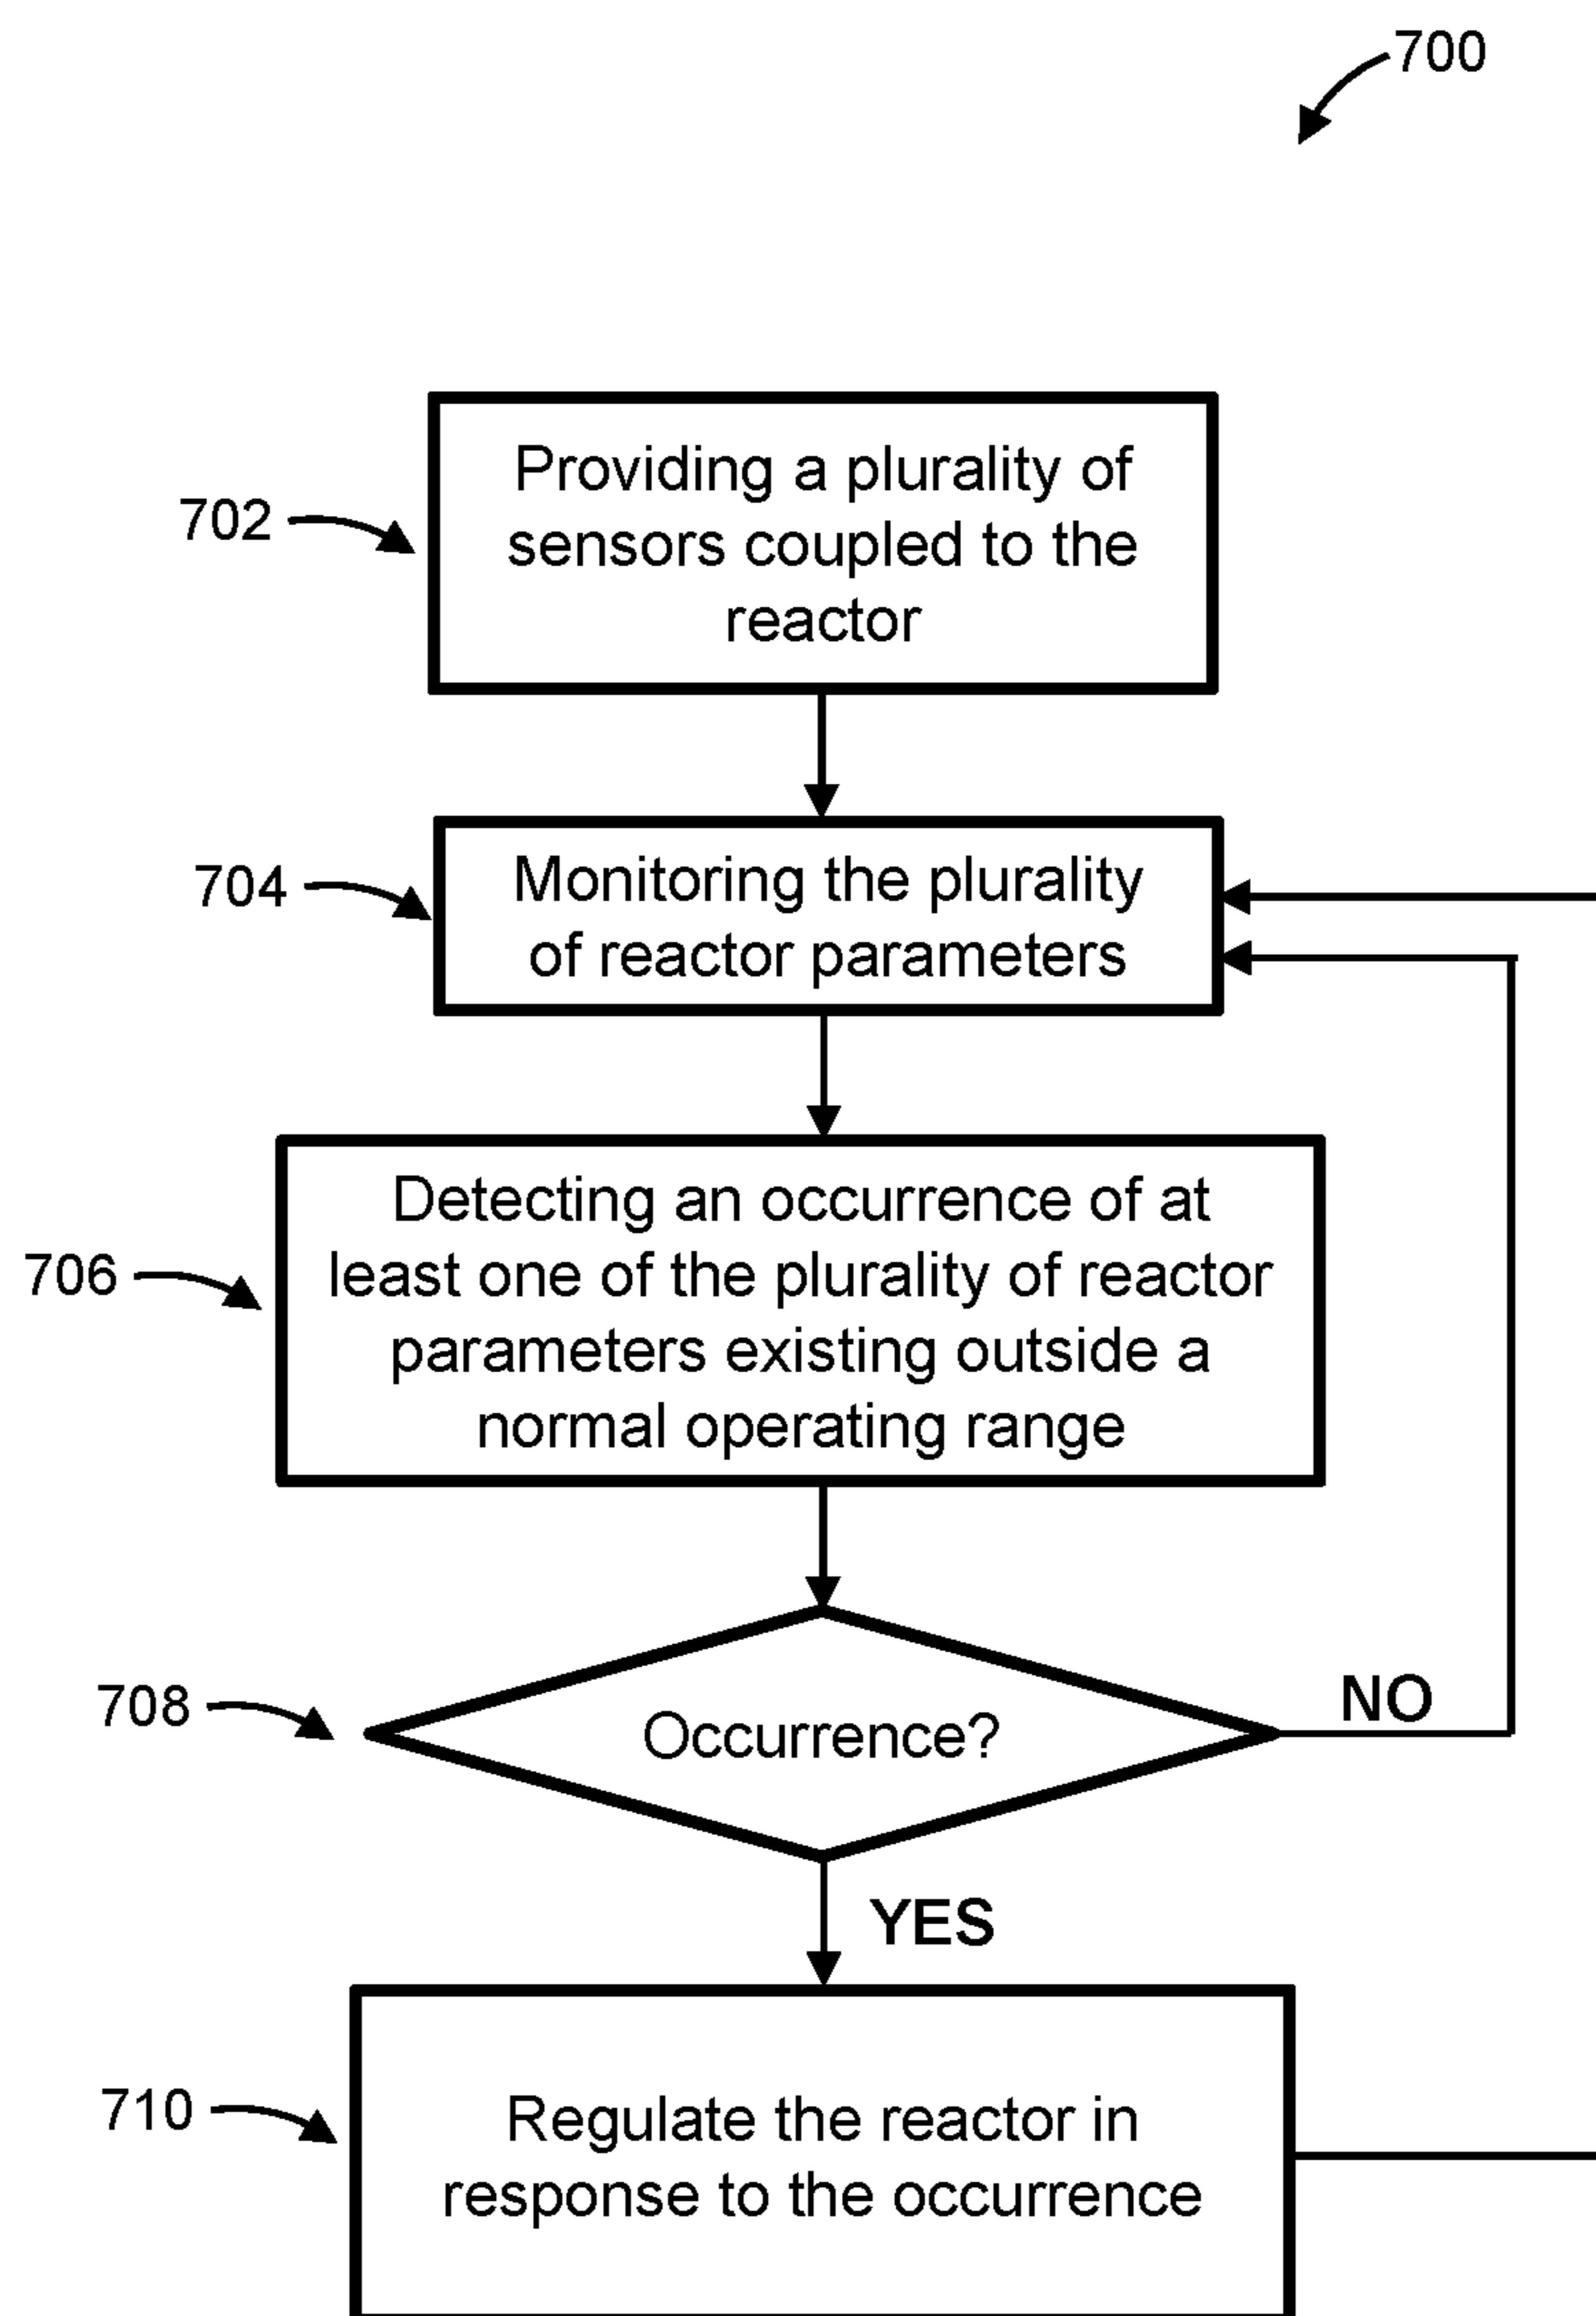 700
702
Providing a plurality of
sensors coupled to the
reactor
704
Monitoring the plurality
of reactor parameters
706
Detecting an occurrence of at
least one of the plurality of reactor
parameters existing outside a
normal operating range
708
Occurrence?
NO
YES
710
Regulate the reactor in
response to the occurrence